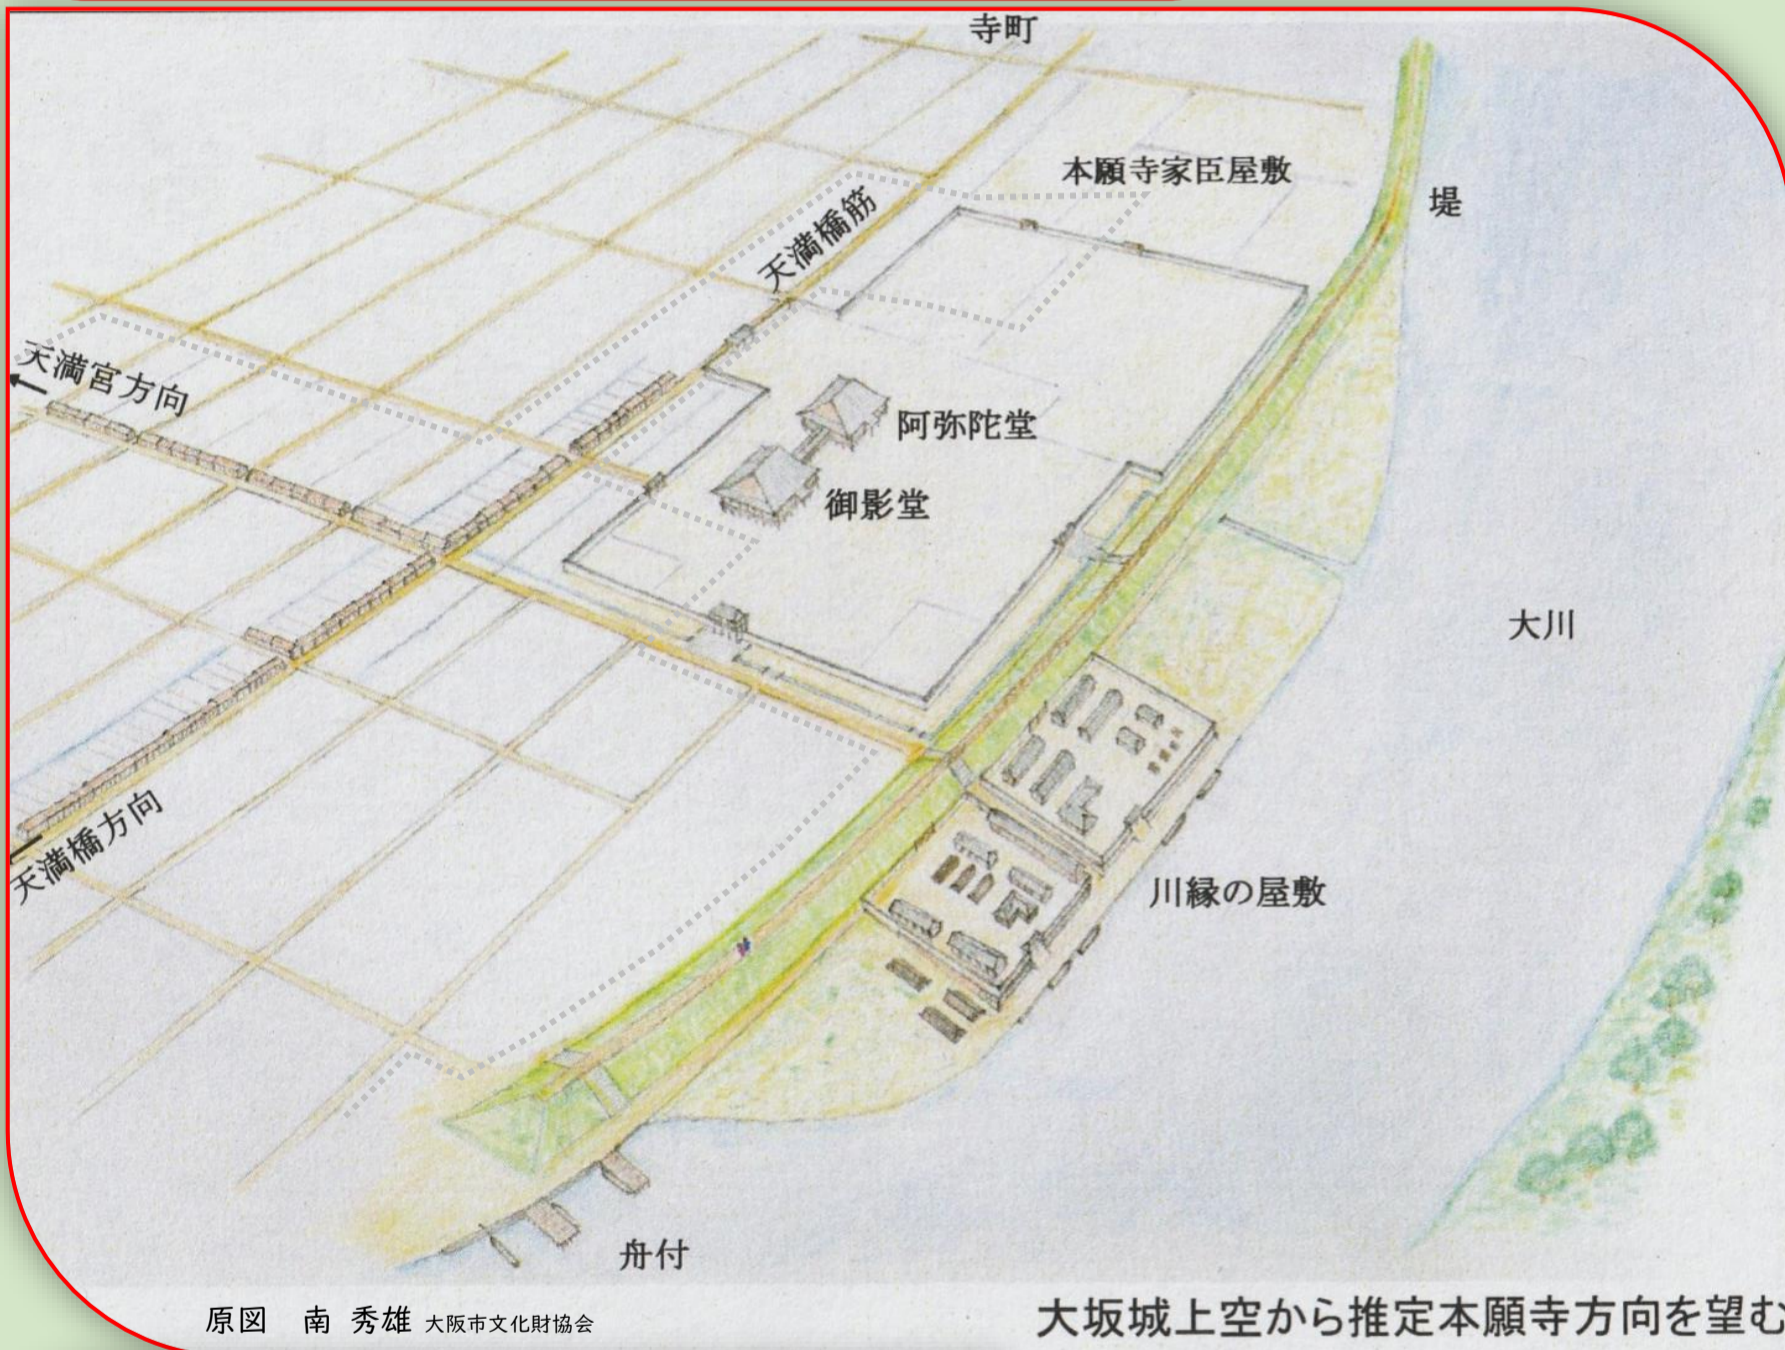 寺町
本願寺家臣屋敷
堤
天満橋筋
天満宮方向
阿弥陀堂
御影堂
大川
天満橋方向
川縁の屋敷
舟付
原図 南 秀雄 大阪市文化財協会
大坂城上空から推定本願寺方向を望む